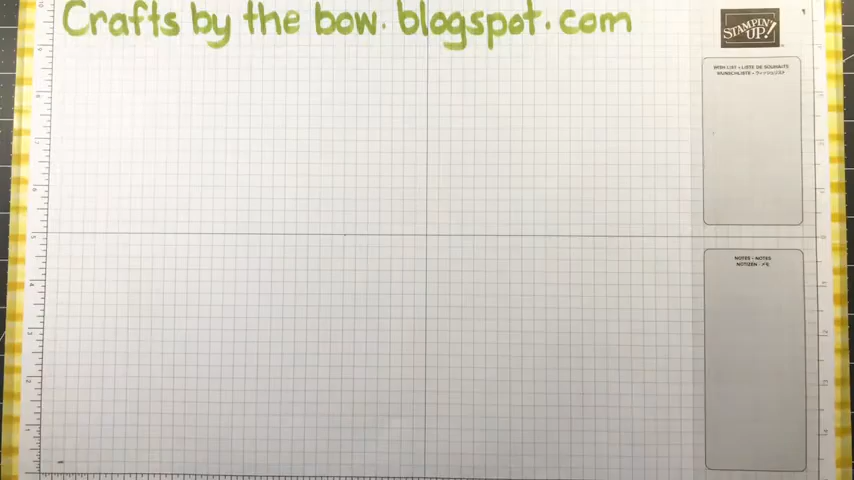 Crafts by the bow. blogspot. com
STAMPIN' UP!
WISH LIST • LISTE DE SOUHAITS
WUNSCHLISTE • ウィッシュリスト
NOTES • NOTES
NOTIZEN • メモ